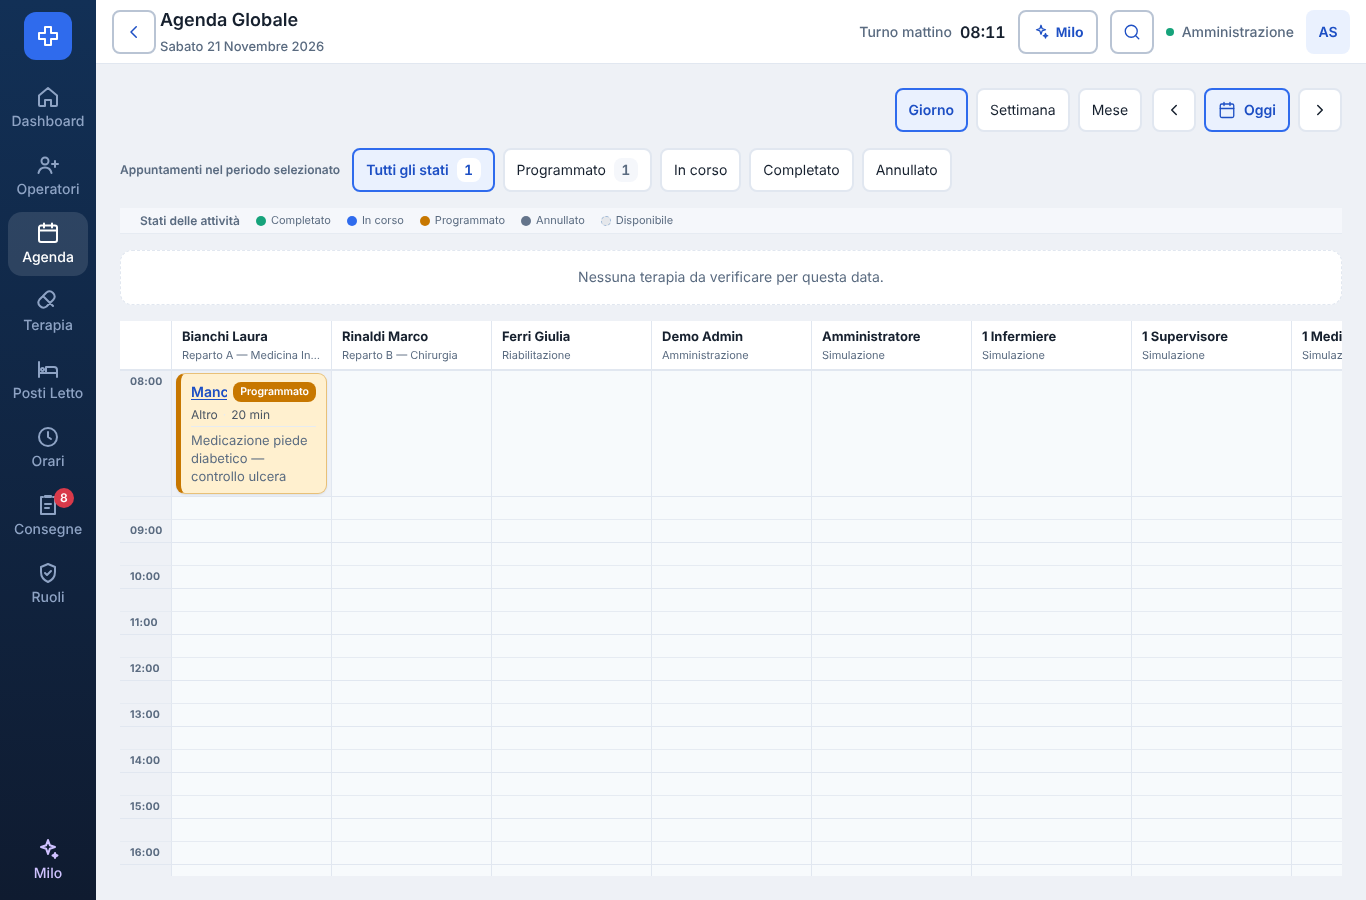 Agenda Globale
Sabato 21 Novembre 2026
Turno mattino 08:11
Milo
Amministrazione
AS
Dashboard
Operatori
Agenda
Terapia
Posti Letto
Orari
8
Consegne
Ruoli
Milo
Giorno
Settimana
Mese
Oggi
Appuntamenti nel periodo selezionato
Tutti gli stati 1
Programmato 1
In corso
Completato
Annullato
Stati delle attività
Completato
In corso
Programmato
Annullato
Disponibile
Nessuna terapia da verificare per questa data.
Bianchi Laura
Reparto A — Medicina In...
Rinaldi Marco
Reparto B — Chirurgia
Ferri Giulia
Riabilitazione
Demo Admin
Amministrazione
Amministratore
Simulazione
1 Infermiere
Simulazione
1 Supervisore
Simulazione
1 Medi
Simulaz
08:00
Manc
Programmato
Altro 20 min
Medicazione piede
diabetico —
controllo ulcera
09:00
10:00
11:00
12:00
13:00
14:00
15:00
16:00